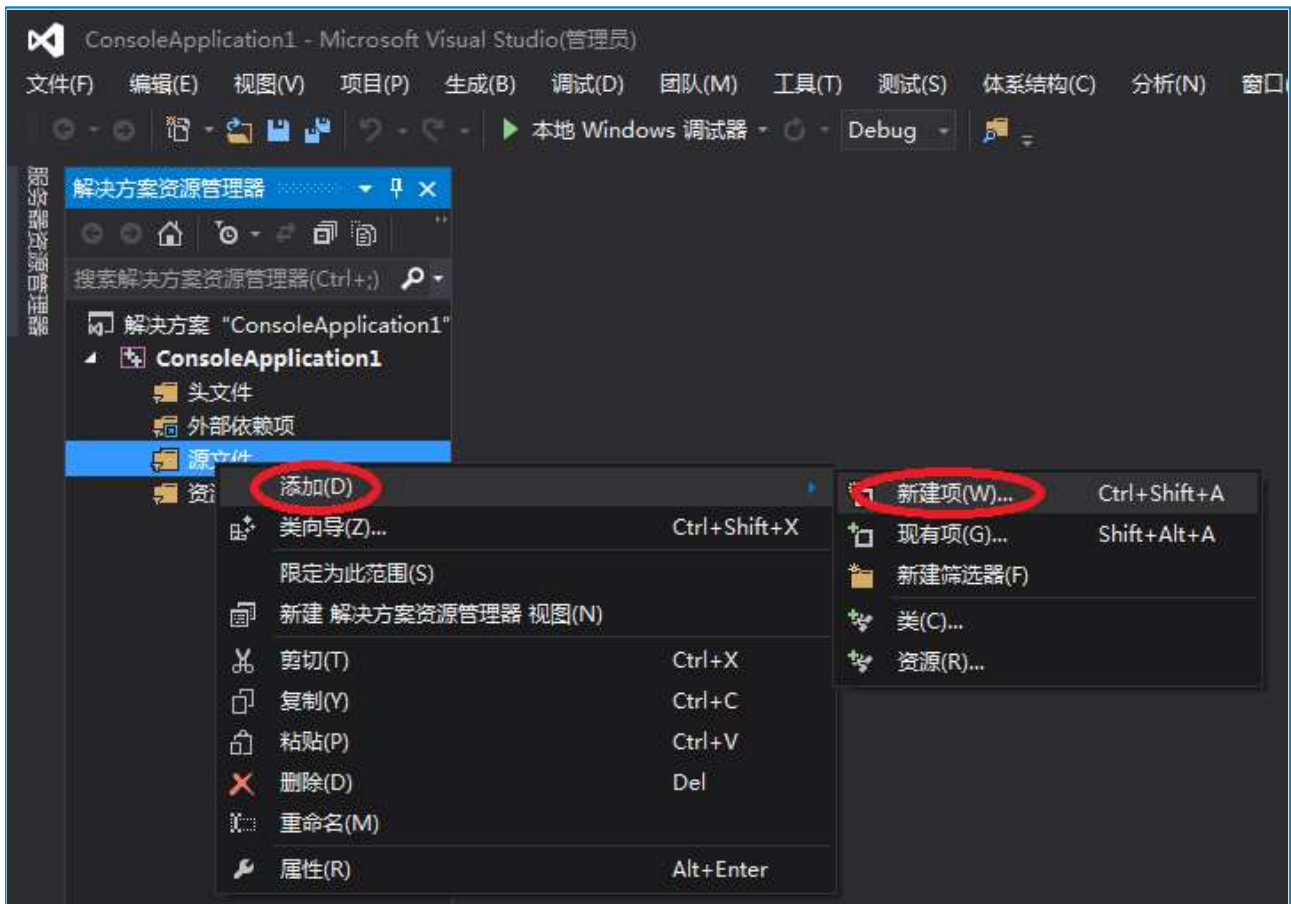 ConsoleApplication1 - Microsoft Visual Studio(管理员)
文件(F) 编辑(E) 视图(V) 项目(P) 生成(B) 调试(D) 团队(M) 工具(T) 测试(S) 体系结构(C) 分析(N) 窗口(
本地 Windows 调试器 Debug
服务器资源管理器
解决方案资源管理器
搜索解决方案资源管理器(Ctrl+;)
解决方案 "ConsoleApplication1"
ConsoleApplication1
头文件
外部依赖项
源文件
资
添加(D)
类向导(Z)... Ctrl+Shift+X
限定为此范围(S)
新建 解决方案资源管理器 视图(N)
剪切(T) Ctrl+X
复制(Y) Ctrl+C
粘贴(P) Ctrl+V
删除(D) Del
重命名(M)
属性(R) Alt+Enter
新建项(W)... Ctrl+Shift+A
现有项(G)... Shift+Alt+A
新建筛选器(F)
类(C)...
资源(R)...